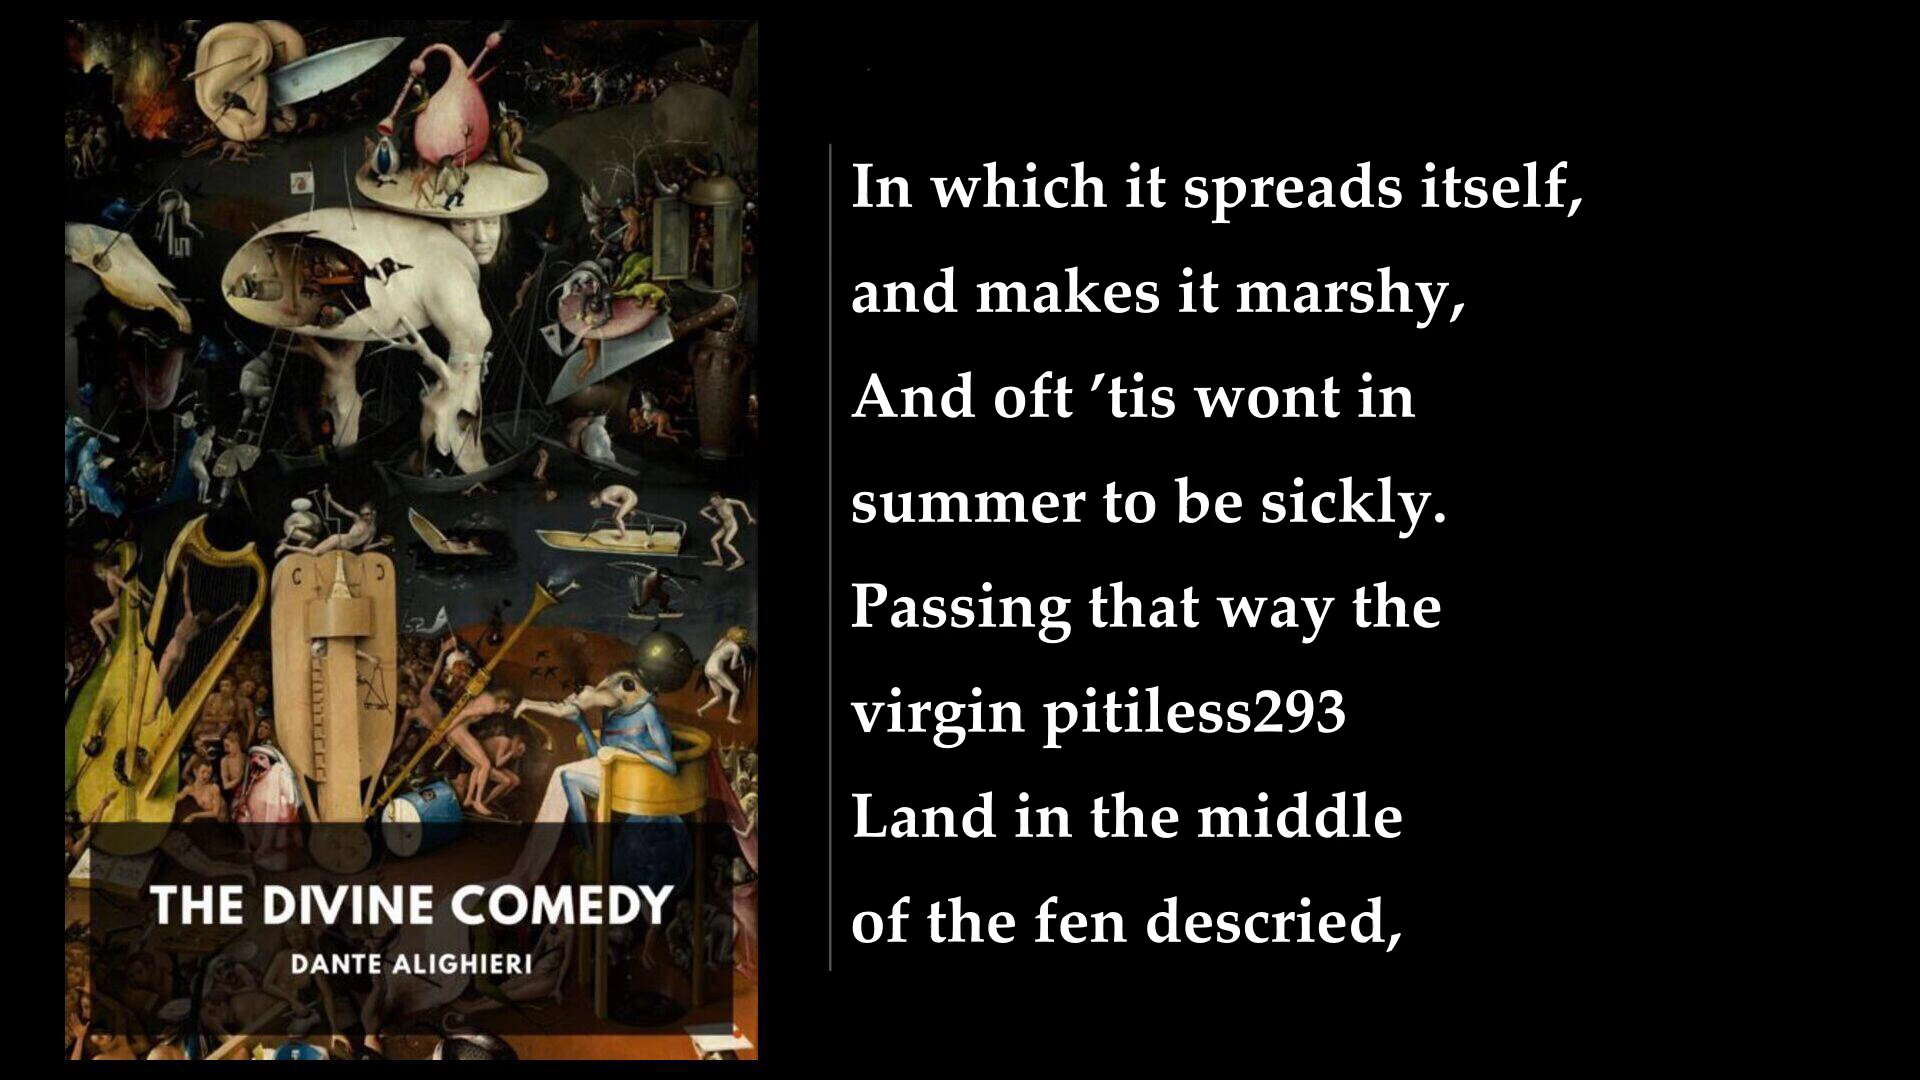 THE DIVINE COMEDY
DANTE ALIGHIERI
In which it spreads itself,
and makes it marshy,
And oft ’tis wont in
summer to be sickly.
Passing that way the
virgin pitiless293
Land in the middle
of the fen descried,